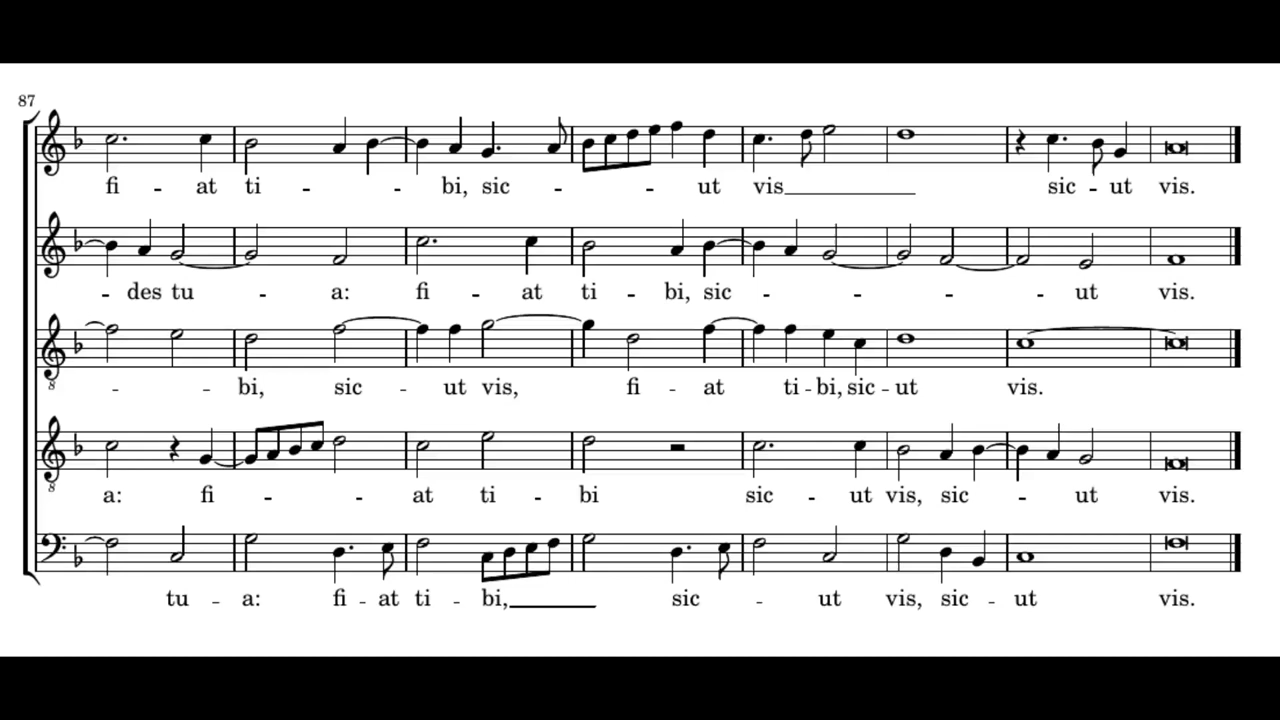 87
fi - at ti - - bi, sic - - ut vis sic - ut vis.
- des tu - a: fi - at ti - bi, sic - - - - - ut vis.
- - bi, sic - ut vis, fi - at ti - bi, sic - ut vis.
8
a: fi - - at ti - bi sic - ut vis, sic - ut vis.
8
tu - a: fi - at ti - bi, sic - ut vis, sic - ut vis.